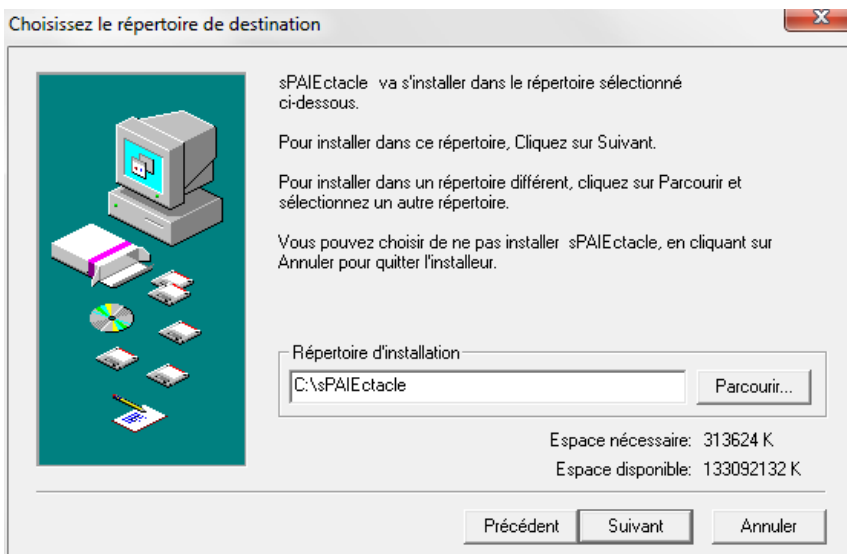 Choisissez le répertoire de destination
sPAIEctacle va s'installer dans le répertoire sélectionné
ci-dessous.
Pour installer dans ce répertoire, Cliquez sur Suivant.
Pour installer dans un répertoire différent, cliquez sur Parcourir et
sélectionnez un autre répertoire.
Vous pouvez choisir de ne pas installer sPAIEctacle, en cliquant sur
Annuler pour quitter l'installeur.
Répertoire d'installation
C:\sPAIEctacle
Parcourir...
Espace nécessaire: 313624 K
Espace disponible: 133092132 K
Précédent
Suivant
Annuler